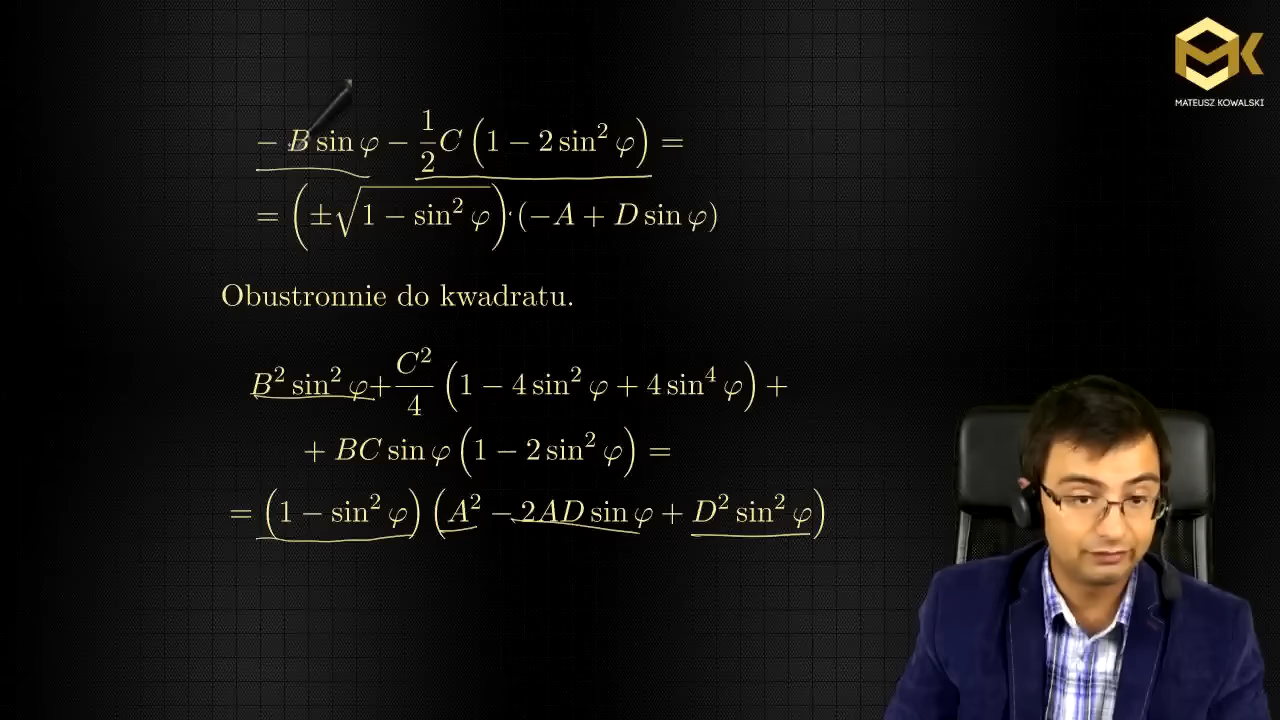 − B sin φ − 1/2 C (1 − 2 sin² φ) =
= (±√(1 − sin² φ)) · (−A + D sin φ)
Obustronnie do kwadratu.
B² sin² φ + C²/4 (1 − 4 sin² φ + 4 sin⁴ φ) +
+ BC sin φ (1 − 2 sin² φ) =
= (1 − sin² φ) (A² − 2AD sin φ + D² sin² φ)
MK
MATEUSZ KOWALSKI